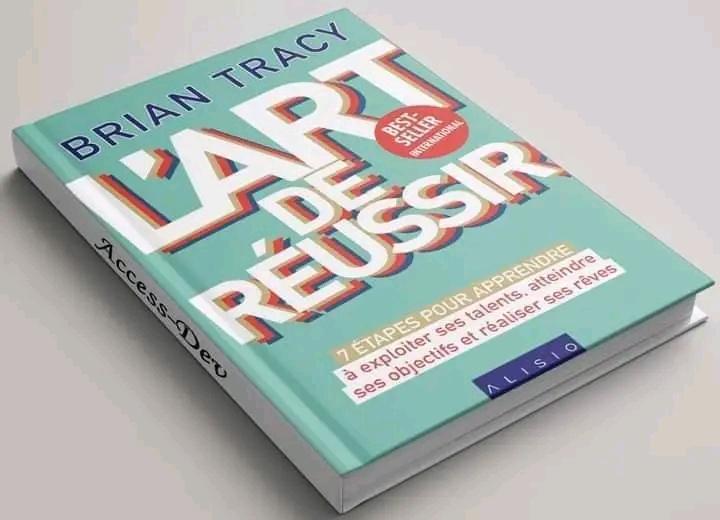 BRIAN TRACY
L'ART
DE
RÉUSSIR
BEST-
SELLER
INTERNATIONAL
7 ÉTAPES POUR APPRENDRE
à exploiter ses talents, atteindre
ses objectifs et réaliser ses rêves
ALISIO
Access-Dev